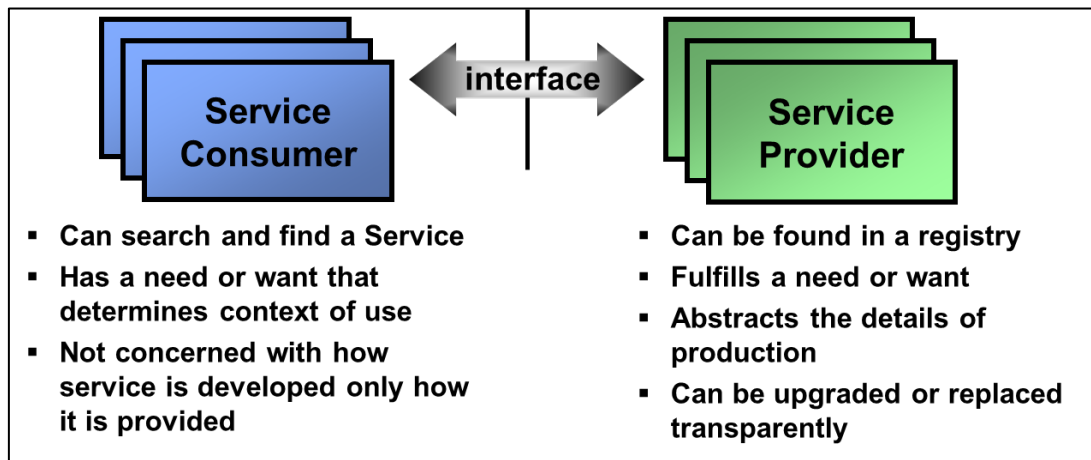 Service
Consumer
interface
Service
Provider
▪ Can search and find a Service
▪ Has a need or want that
determines context of use
▪ Not concerned with how
service is developed only how
it is provided
▪ Can be found in a registry
▪ Fulfills a need or want
▪ Abstracts the details of
production
▪ Can be upgraded or replaced
transparently